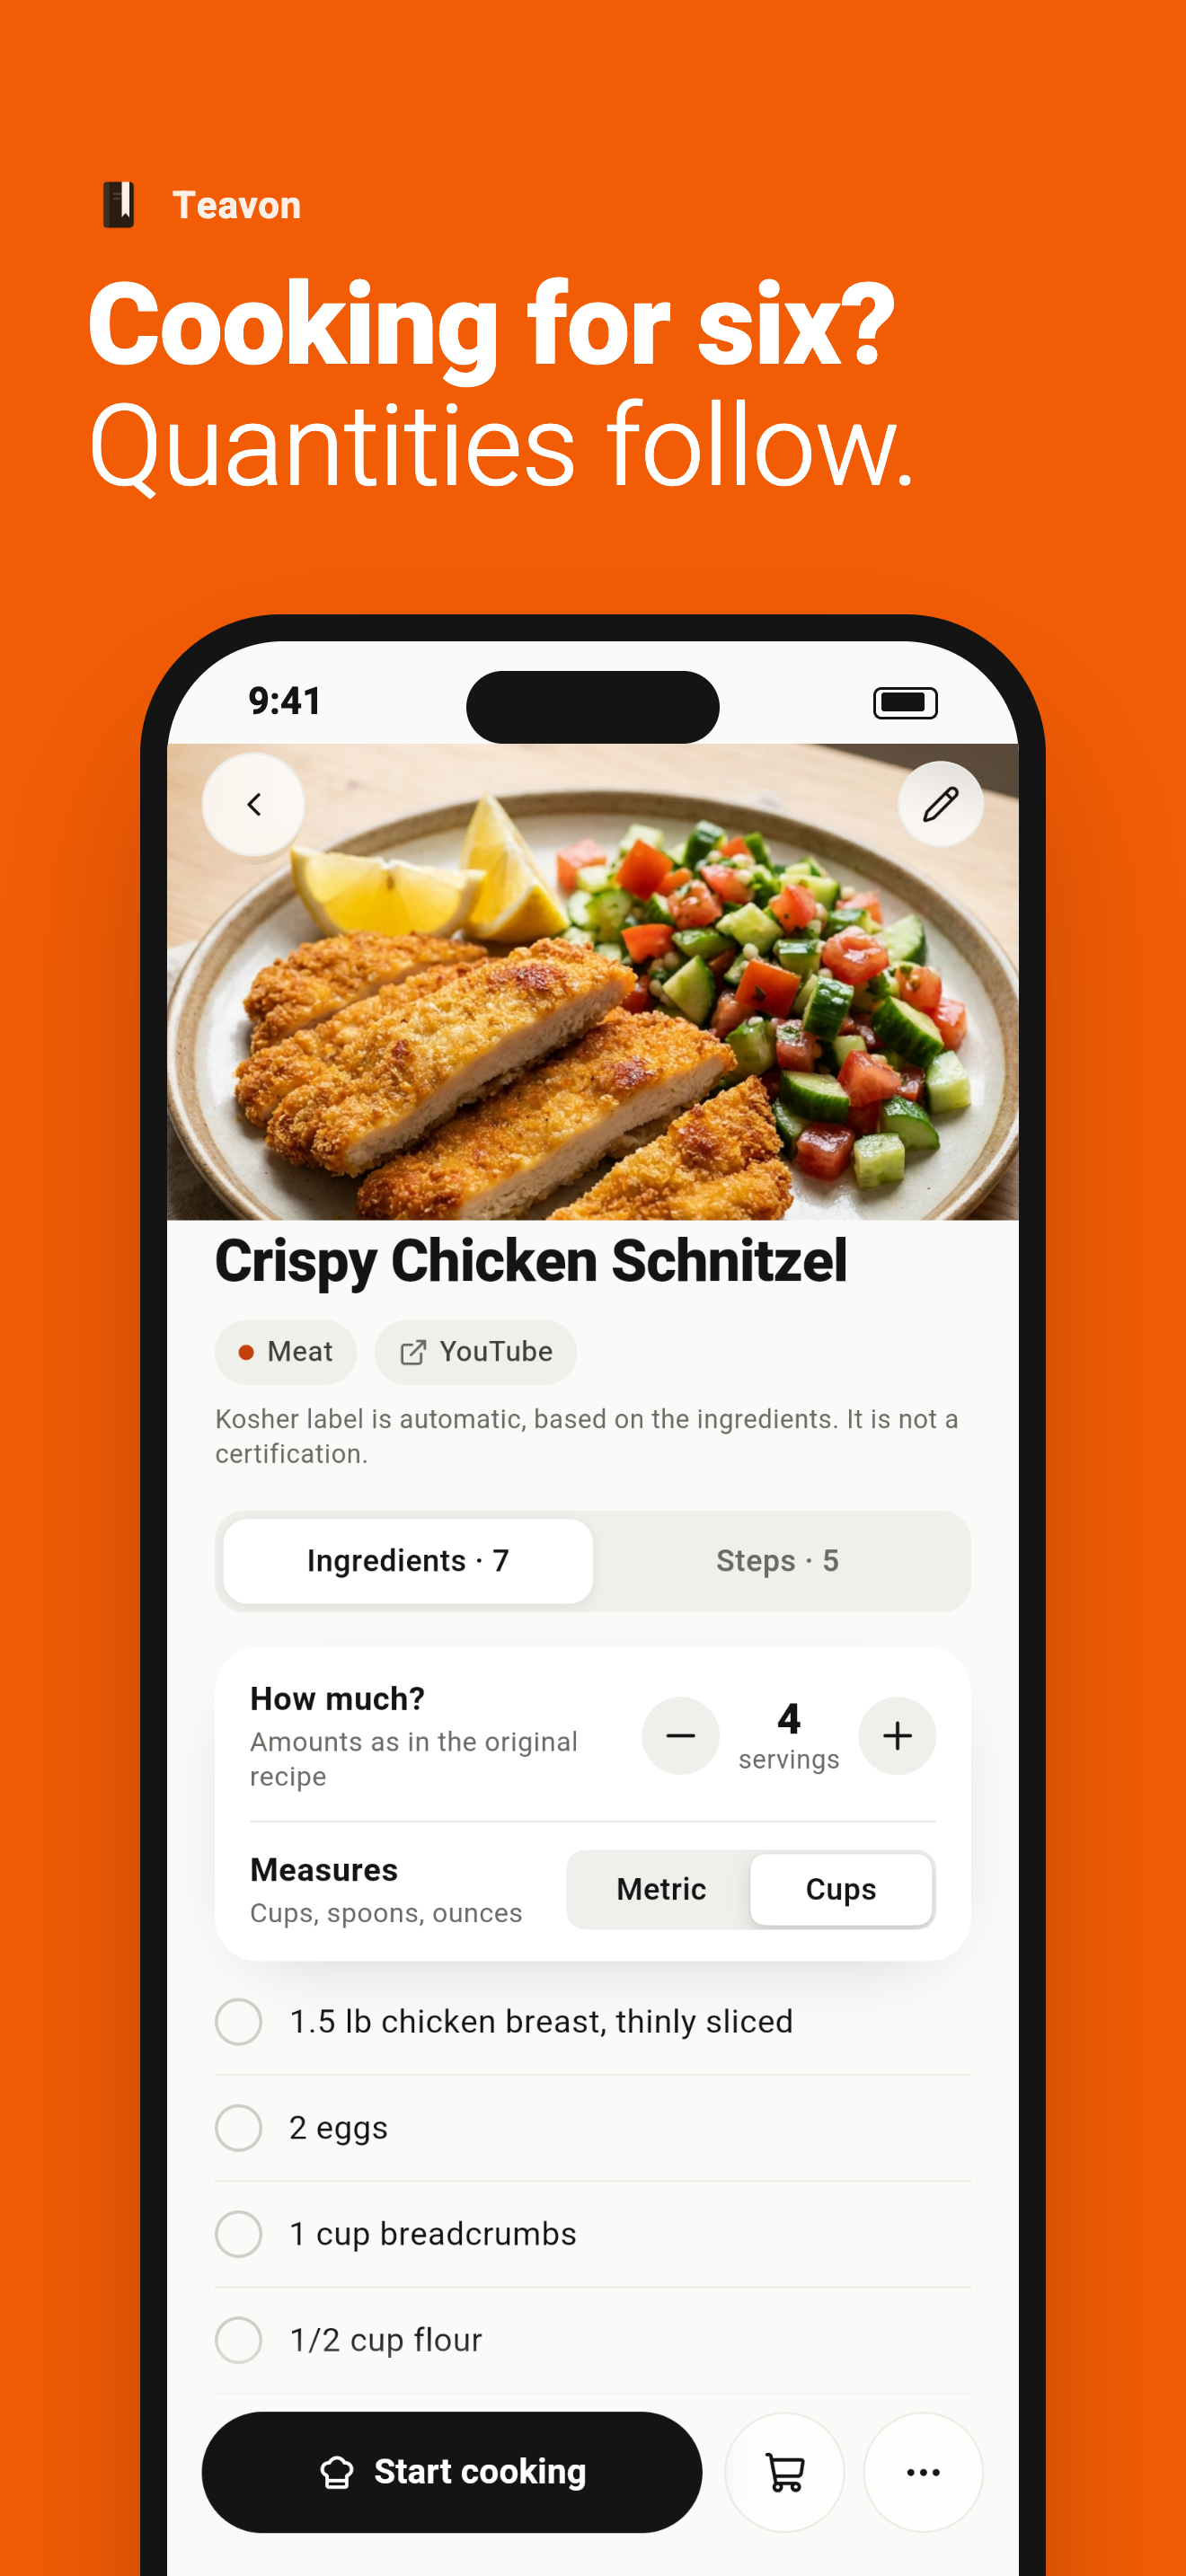 Teavon
Cooking for six?
Quantities follow.
9:41
Crispy Chicken Schnitzel
Meat
YouTube
Kosher label is automatic, based on the ingredients. It is not a
certification.
Ingredients · 7
Steps · 5
How much?
Amounts as in the original
recipe
4
servings
Measures
Cups, spoons, ounces
Metric
Cups
1.5 lb chicken breast, thinly sliced
2 eggs
1 cup breadcrumbs
1/2 cup flour
Start cooking